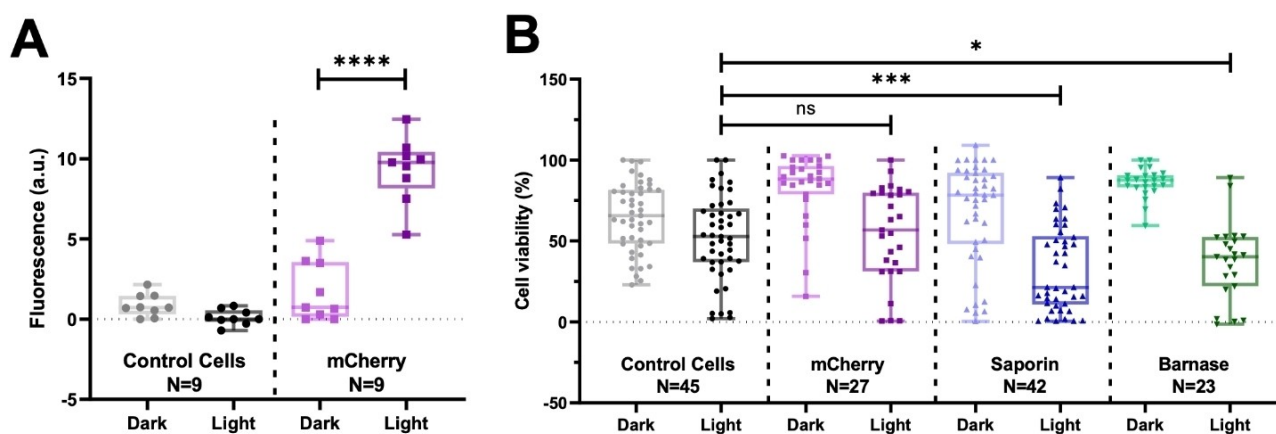 A
Fluorescence (a.u.)
15
10
5
0
-5
****
Control Cells
N=9
mCherry
N=9
Dark
Light
Dark
Light
B
Cell viability (%)
150
100
50
0
-50
*
***
ns
Control Cells
N=45
mCherry
N=27
Saporin
N=42
Barnase
N=23
Dark
Light
Dark
Light
Dark
Light
Dark
Light